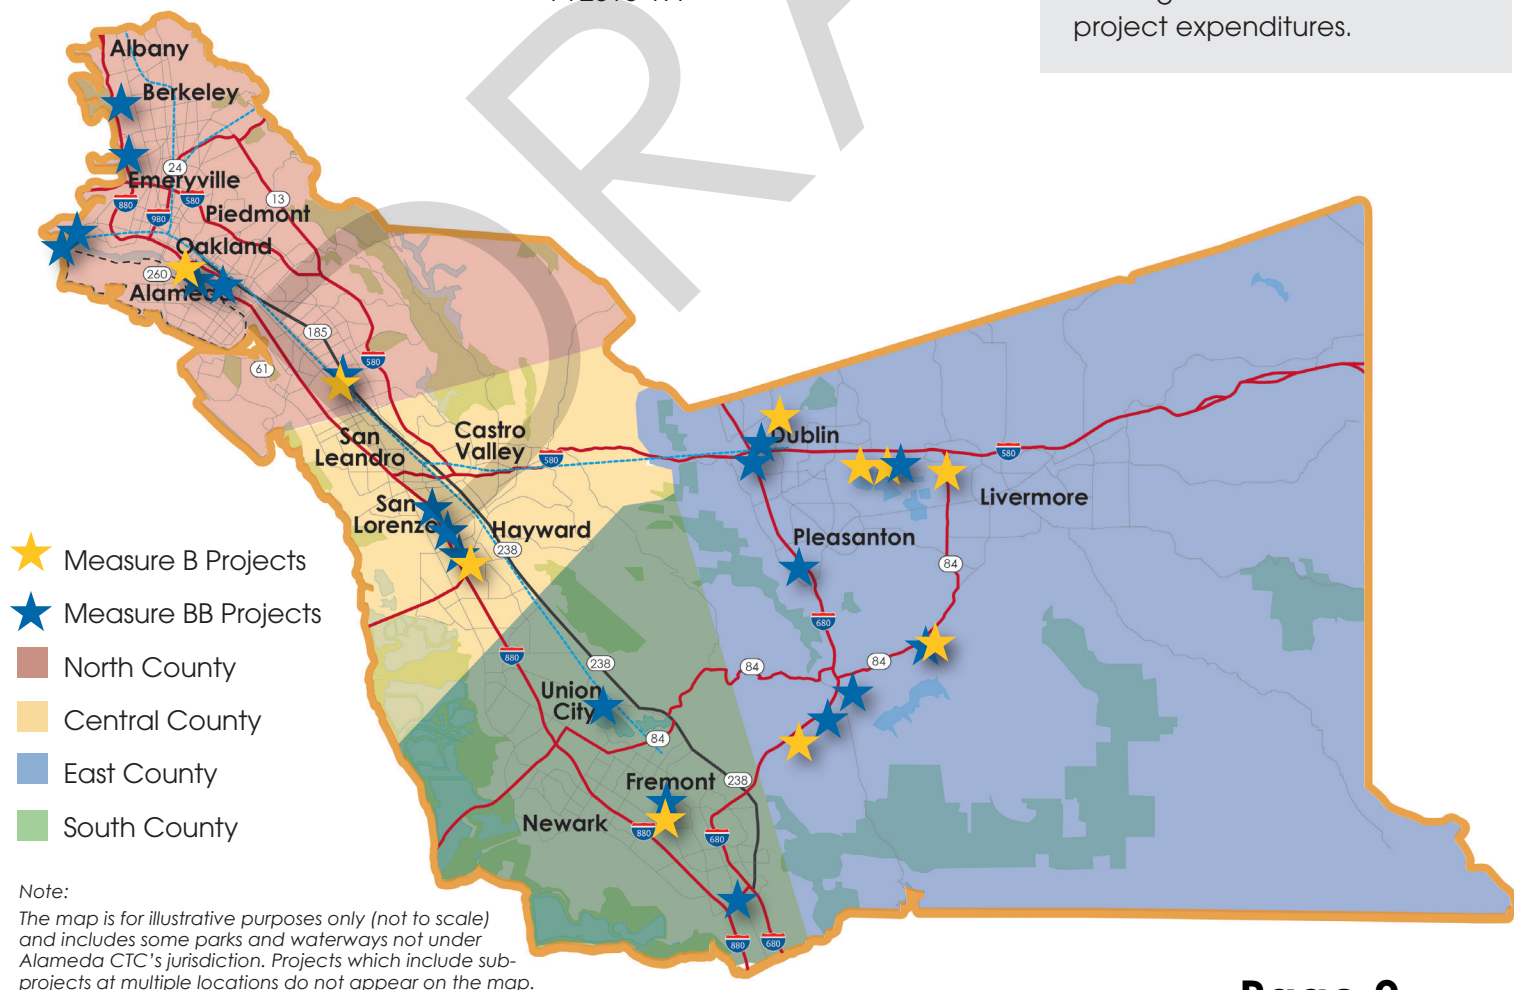 project expenditures.
DRA
Albany
Berkeley
24
Emeryville
880
980
580
13
Piedmont
Oakland
260
Alameda
185
61
580
San
Leandro
Castro
Valley
580
Dublin
580
Livermore
San
Lorenzo
Hayward
238
Pleasanton
84
680
880
238
84
84
Union
City
84
Fremont
238
Newark
880
680
880
680
Measure B Projects
Measure BB Projects
North County
Central County
East County
South County
Note:
The map is for illustrative purposes only (not to scale)
and includes some parks and waterways not under
Alameda CTC's jurisdiction. Projects which include sub-
projects at multiple locations do not appear on the map.